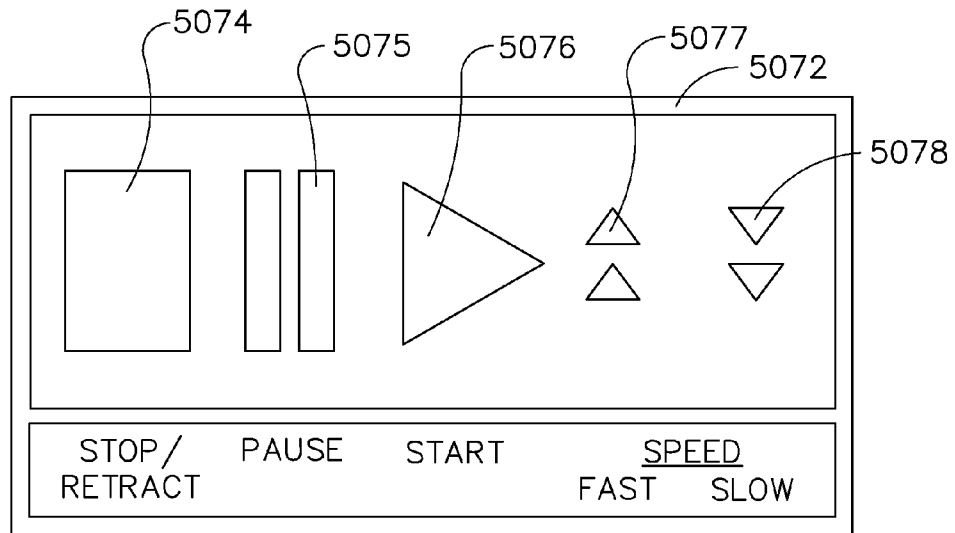 5074
5075
5076
5077
5072
5078
STOP/
RETRACT
PAUSE
START
SPEED
FAST SLOW